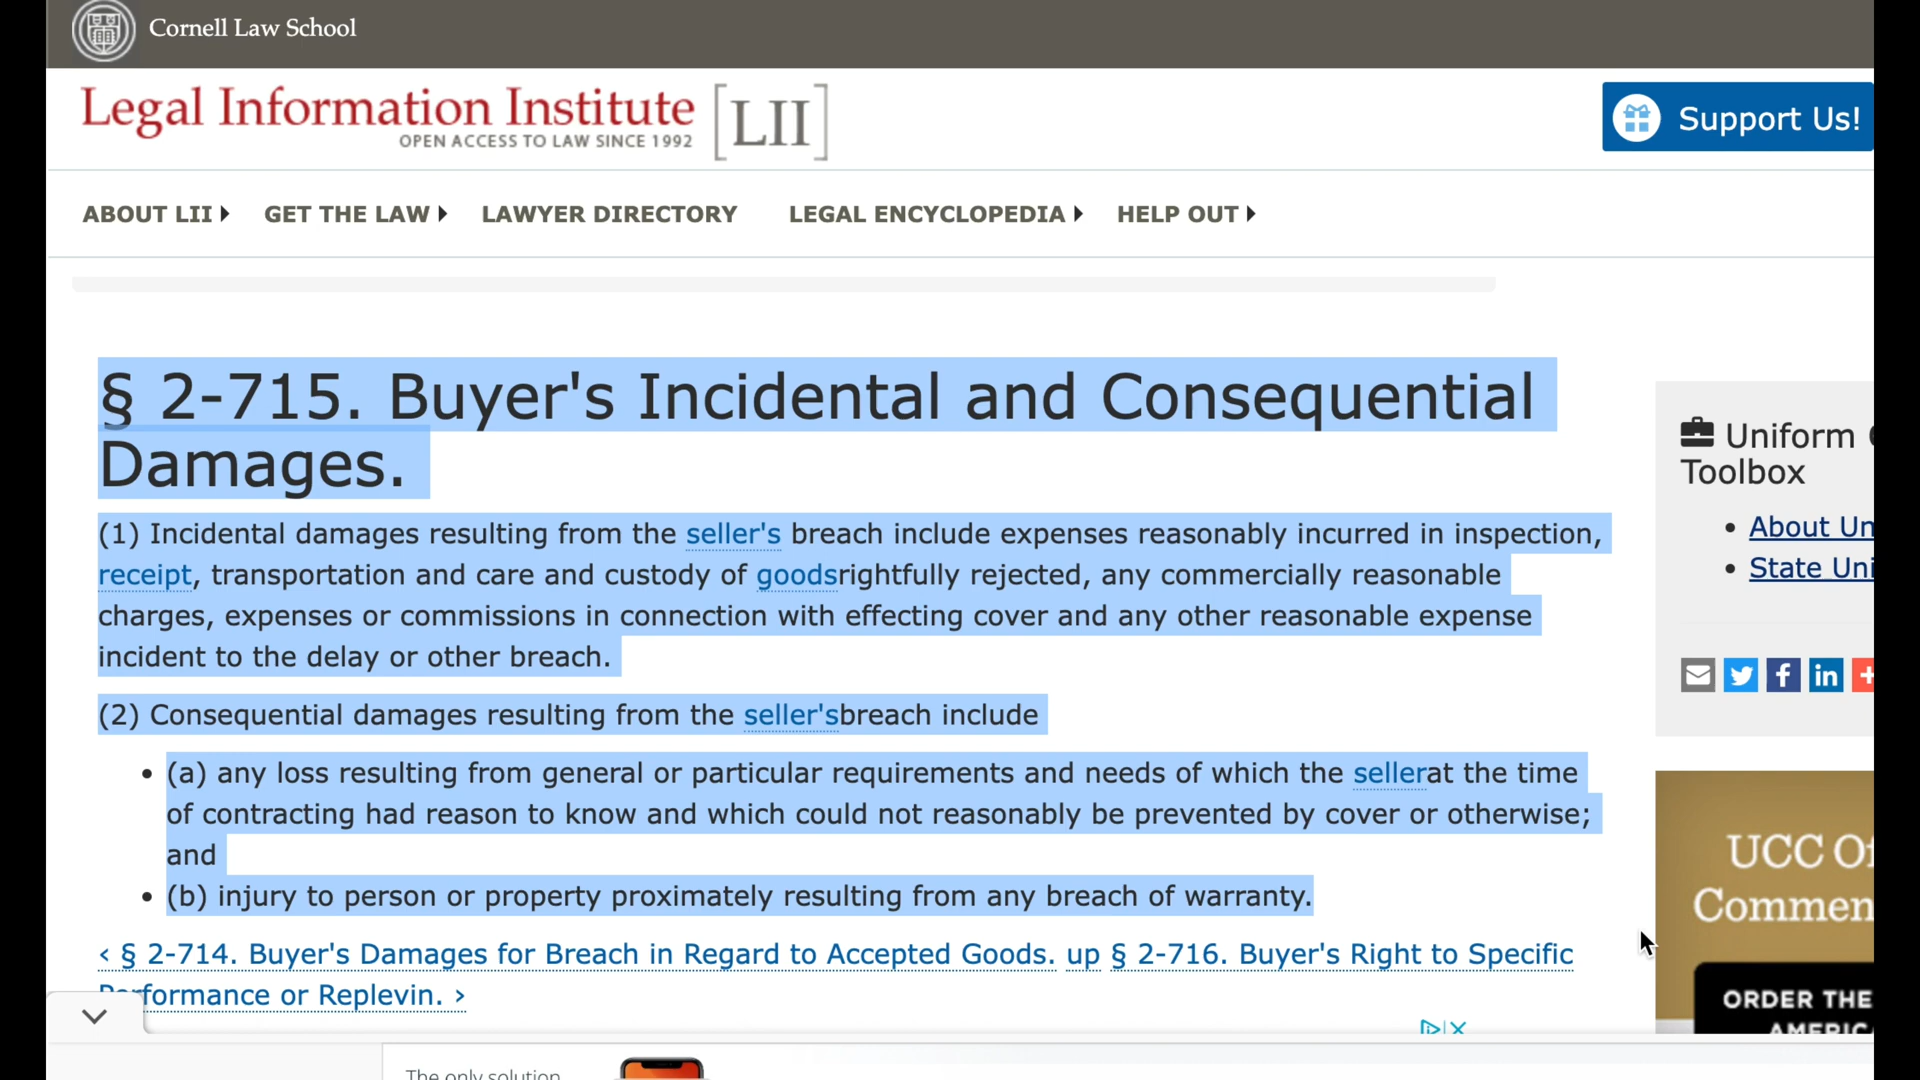 Cornell Law School
Legal Information Institute [LII]
OPEN ACCESS TO LAW SINCE 1992
Support Us!
ABOUT LII GET THE LAW LAWYER DIRECTORY LEGAL ENCYCLOPEDIA HELP OUT
§ 2-715. Buyer's Incidental and Consequential
Damages.
(1) Incidental damages resulting from the seller's breach include expenses reasonably incurred in inspection,
receipt, transportation and care and custody of goodsrightfully rejected, any commercially reasonable
charges, expenses or commissions in connection with effecting cover and any other reasonable expense
incident to the delay or other breach.
(2) Consequential damages resulting from the seller'sbreach include
(a) any loss resulting from general or particular requirements and needs of which the sellerat the time
of contracting had reason to know and which could not reasonably be prevented by cover or otherwise;
and
(b) injury to person or property proximately resulting from any breach of warranty.
‹ § 2-714. Buyer's Damages for Breach in Regard to Accepted Goods. up § 2-716. Buyer's Right to Specific
Performance or Replevin. ›
Uniform
Toolbox
About
State
UCC
ORDER THE
The only solution